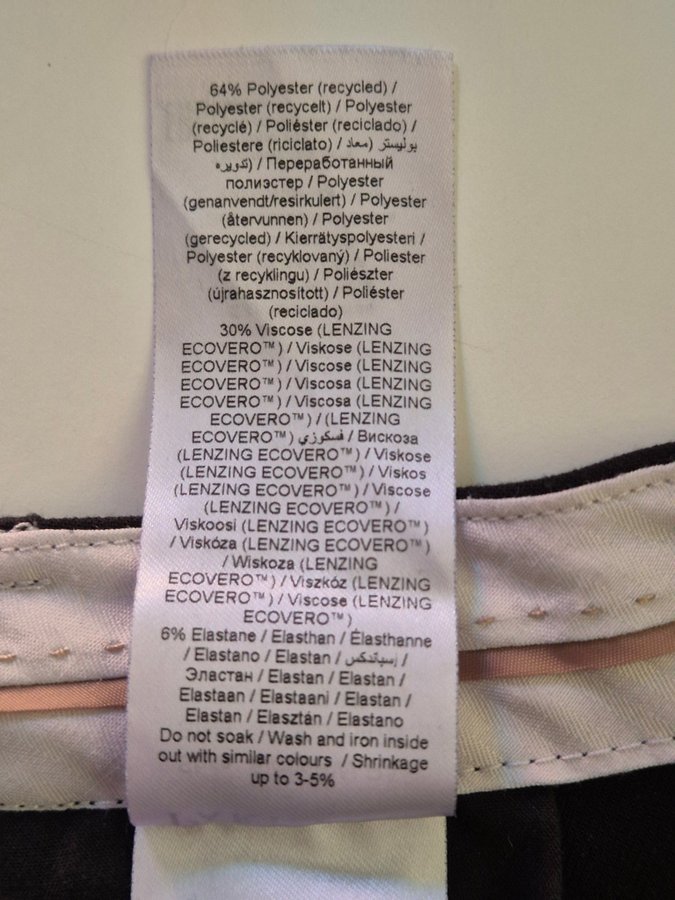 64% Polyester (recycled) /
Polyester (recycelt) / Polyester
(recyclé) / Poliéster (reciclado) /
Poliestere (riciclato) / بوليستر (معاد
تدويره) / Переработанный
полиэстер / Polyester
(genanvendt/resirkulert) / Polyester
(återvunnen) / Polyester
(gerecycled) / Kierrätyspolyesteri /
Polyester (recyklovaný) / Poliester
(z recyklingu) / Poliészter
(újrahasznosított) / Poliéster
(reciclado)
30% Viscose (LENZING
ECOVERO™) / Viskose (LENZING
ECOVERO™) / Viscose (LENZING
ECOVERO™) / Viscosa (LENZING
ECOVERO™) / Viscosa (LENZING
ECOVERO™) / (LENZING
ECOVERO™) فسكوزي / Вискоза
(LENZING ECOVERO™) / Viskose
(LENZING ECOVERO™) / Viskos
(LENZING ECOVERO™) / Viscose
(LENZING ECOVERO™) /
Viskoosi (LENZING ECOVERO™)
/ Viskóza (LENZING ECOVERO™)
/ Wiskoza (LENZING
ECOVERO™) / Viszkóz (LENZING
ECOVERO™) / Viscose (LENZING
ECOVERO™)
6% Elastane / Elasthan / Élasthanne
/ Elastano / Elastan / إسباندكس /
Эластан / Elastan / Elastan /
Elastaan / Elastaani / Elastan /
Elastan / Elasztán / Elastano
Do not soak / Wash and iron inside
out with similar colours / Shrinkage
up to 3-5%